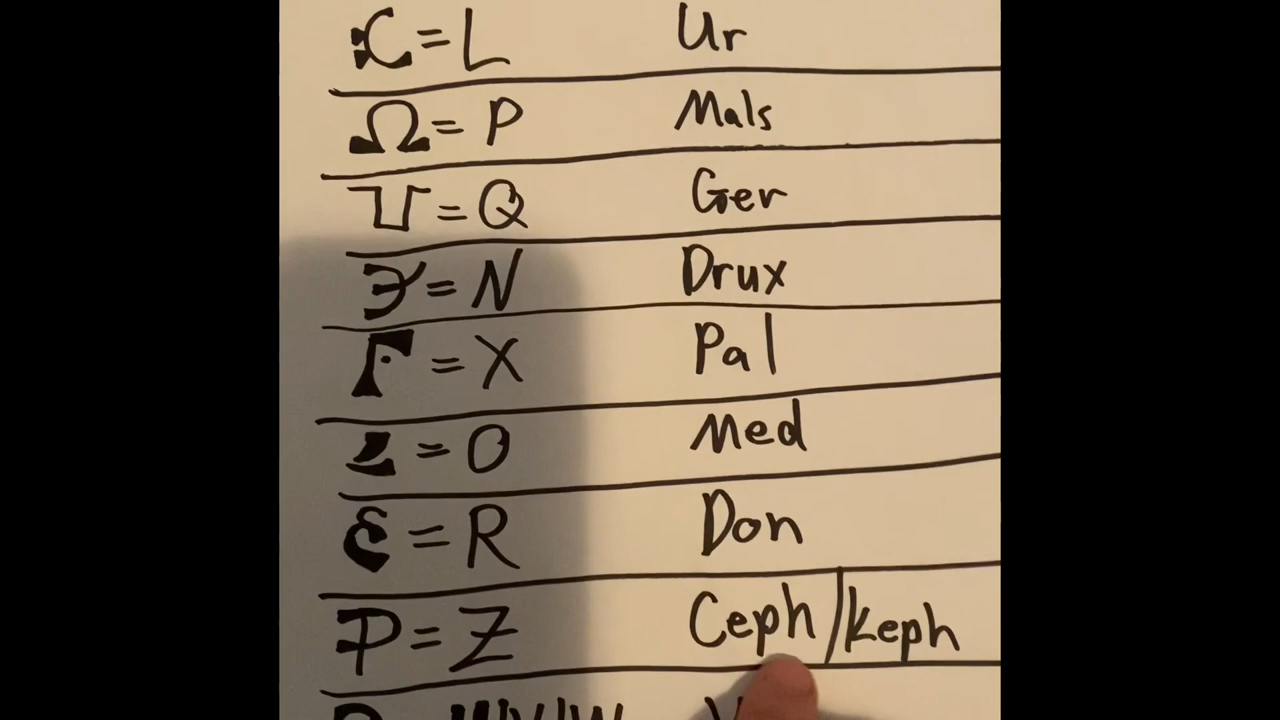 = L Ur
Ω = P Mals
= Q Ger
= N Drux
= X Pal
= O Med
Ɛ = R Don
P = Z Ceph/Keph